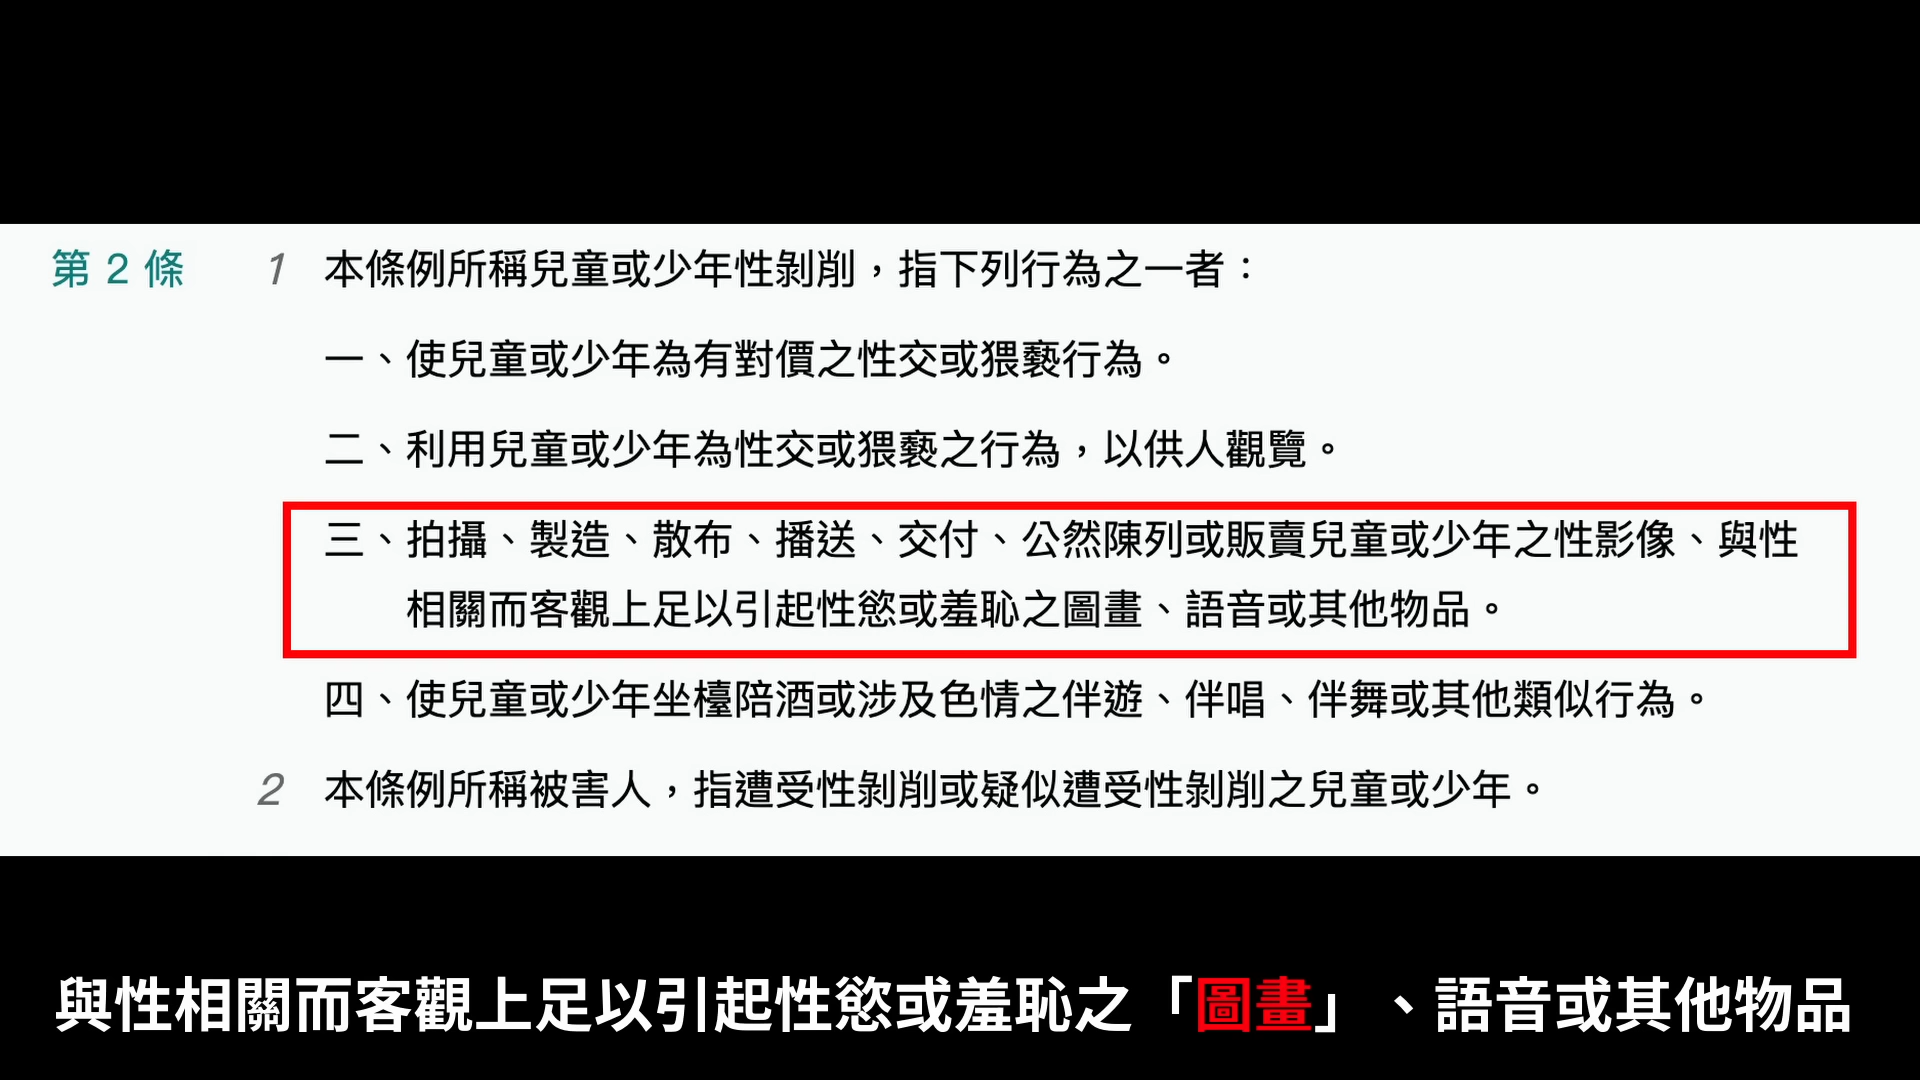 第 2 條 1 本條例所稱兒童或少年性剝削，指下列行為之一者：
一、使兒童或少年為有對價之性交或猥褻行為。
二、利用兒童或少年為性交或猥褻之行為，以供人觀覽。
三、拍攝、製造、散布、播送、交付、公然陳列或販賣兒童或少年之性影像、與性
相關而客觀上足以引起性慾或羞恥之圖畫、語音或其他物品。
四、使兒童或少年坐檯陪酒或涉及色情之伴遊、伴唱、伴舞或其他類似行為。
2 本條例所稱被害人，指遭受性剝削或疑似遭受性剝削之兒童或少年。
與性相關而客觀上足以引起性慾或羞恥之「圖畫」、語音或其他物品